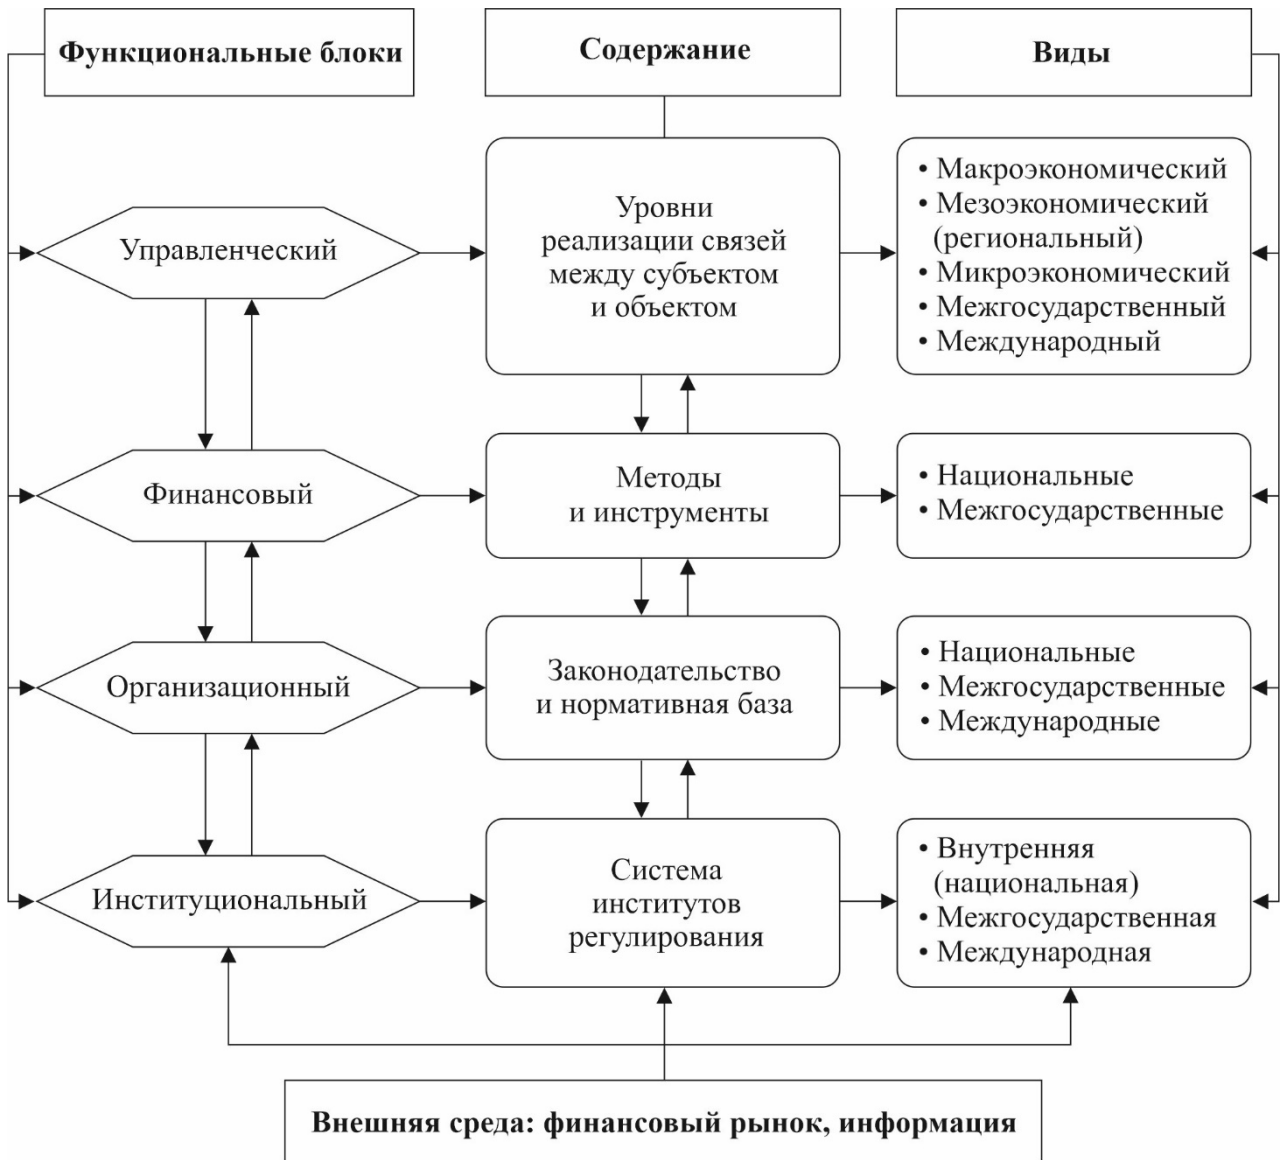 Функциональные блоки
Содержание
Виды
Управленческий
Уровни
реализации связей
между субъектом
и объектом
• Макроэкономический
• Мезоэкономический
(региональный)
• Микроэкономический
• Межгосударственный
• Международный
Финансовый
Методы
и инструменты
• Национальные
• Межгосударственные
Организационный
Законодательство
и нормативная база
• Национальные
• Межгосударственные
• Международные
Институциональный
Система
институтов
регулирования
• Внутренняя
(национальная)
• Межгосударственная
• Международная
Внешняя среда: финансовый рынок, информация